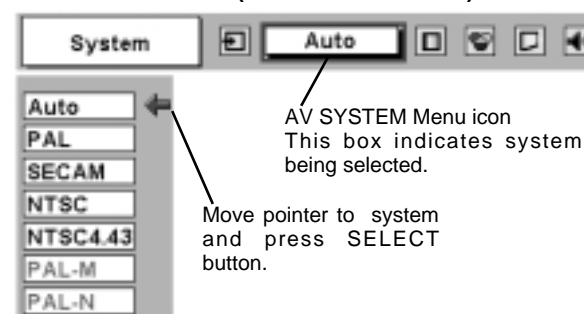 System
Auto
Auto
PAL
SECAM
NTSC
NTSC4.43
PAL-M
PAL-N
AV SYSTEM Menu icon
This box indicates system
being selected.
Move pointer to system
and press SELECT
button.